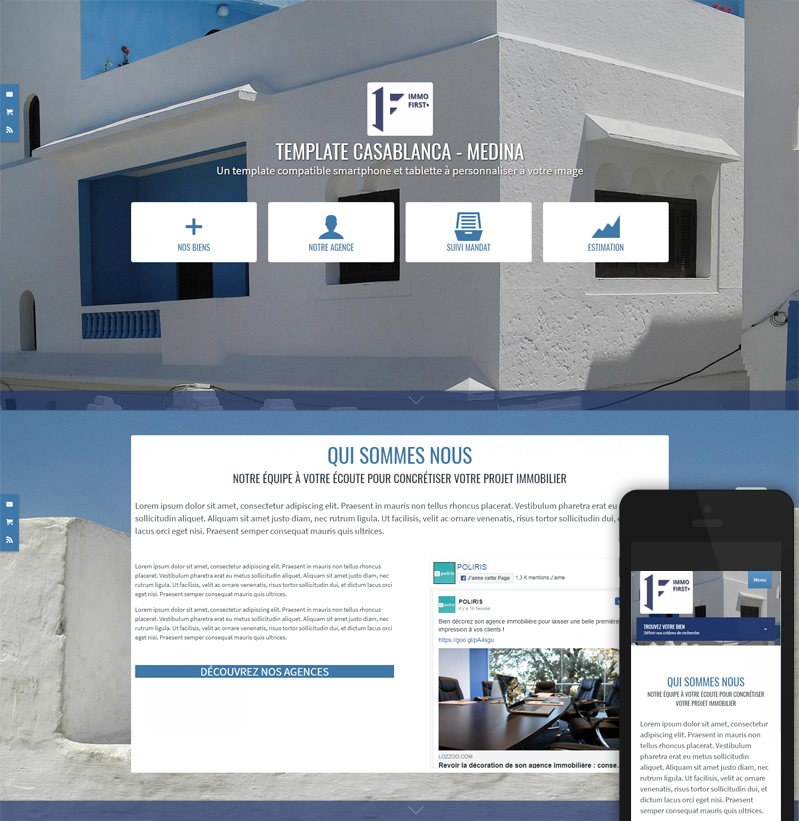 IMMO
FIRST
TEMPLATE CASABLANCA - MEDINA
Un template compatible smartphone et tablette à personnaliser à votre image
NOS BIENS
NOTRE AGENCE
SUIVI MANDAT
ESTIMATION
QUI SOMMES NOUS
NOTRE ÉQUIPE À VOTRE ÉCOUTE POUR CONCRÉTISER VOTRE PROJET IMMOBILIER
Lorem ipsum dolor sit amet, consectetur adipiscing elit. Praesent in mauris non tellus rhoncus placerat. Vestibulum pharetra erat eu
sollicitudin aliquet. Aliquam sit amet justo diam, nec rutrum ligula. Ut facilisis, velit ac ornare venenatis, risus tortor sollicitudin dui,
lacus orci eget nisi. Praesent semper consequat mauris quis ultrices.
Lorem ipsum dolor sit amet, consectetur adipiscing elit. Praesent in mauris non tellus rhoncus
placerat. Vestibulum pharetra erat eu metus sollicitudin aliquet. Aliquam sit amet justo diam, nec
rutrum ligula. Ut facilisis, velit ac ornare venenatis, risus tortor sollicitudin dui, et dictum lacus orci
eget nisi. Praesent semper consequat mauris quis ultrices.
Lorem ipsum dolor sit amet, consectetur adipiscing elit. Praesent in mauris non tellus rhoncus
placerat. Vestibulum pharetra erat eu metus sollicitudin aliquet. Aliquam sit amet justo diam, nec
rutrum ligula. Ut facilisis, velit ac ornare venenatis, risus tortor sollicitudin dui, et dictum lacus orci
eget nisi. Praesent semper consequat mauris quis ultrices.
DÉCOUVREZ NOS AGENCES
poliris
POLIRIS
J'aime cette Page
1,3 K mentions J'aime
POLIRIS
il y a 16 heures
Bien décorez son agence immobilière pour laisser une belle première
impression à vos clients !
https://goo.gl/pA4sgu
LOZZOO.COM
Revoir la décoration de son agence immobilière : conse...
IMMO
FIRST
Menu
TROUVEZ VOTRE BIEN
Définir vos critères de recherche
QUI SOMMES NOUS
NOTRE ÉQUIPE À VOTRE ÉCOUTE POUR CONCRÉTISER
VOTRE PROJET IMMOBILIER
Lorem ipsum dolor sit amet, consectetur
adipiscing elit. Praesent in mauris non
tellus rhoncus placerat. Vestibulum
pharetra erat eu metus sollicitudin
aliquet. Aliquam sit amet justo diam, nec
rutrum ligula. Ut facilisis, velit ac ornare
venenatis, risus tortor sollicitudin dui, et
dictum lacus orci eget nisi. Praesent
semper consequat mauris quis ultrices.